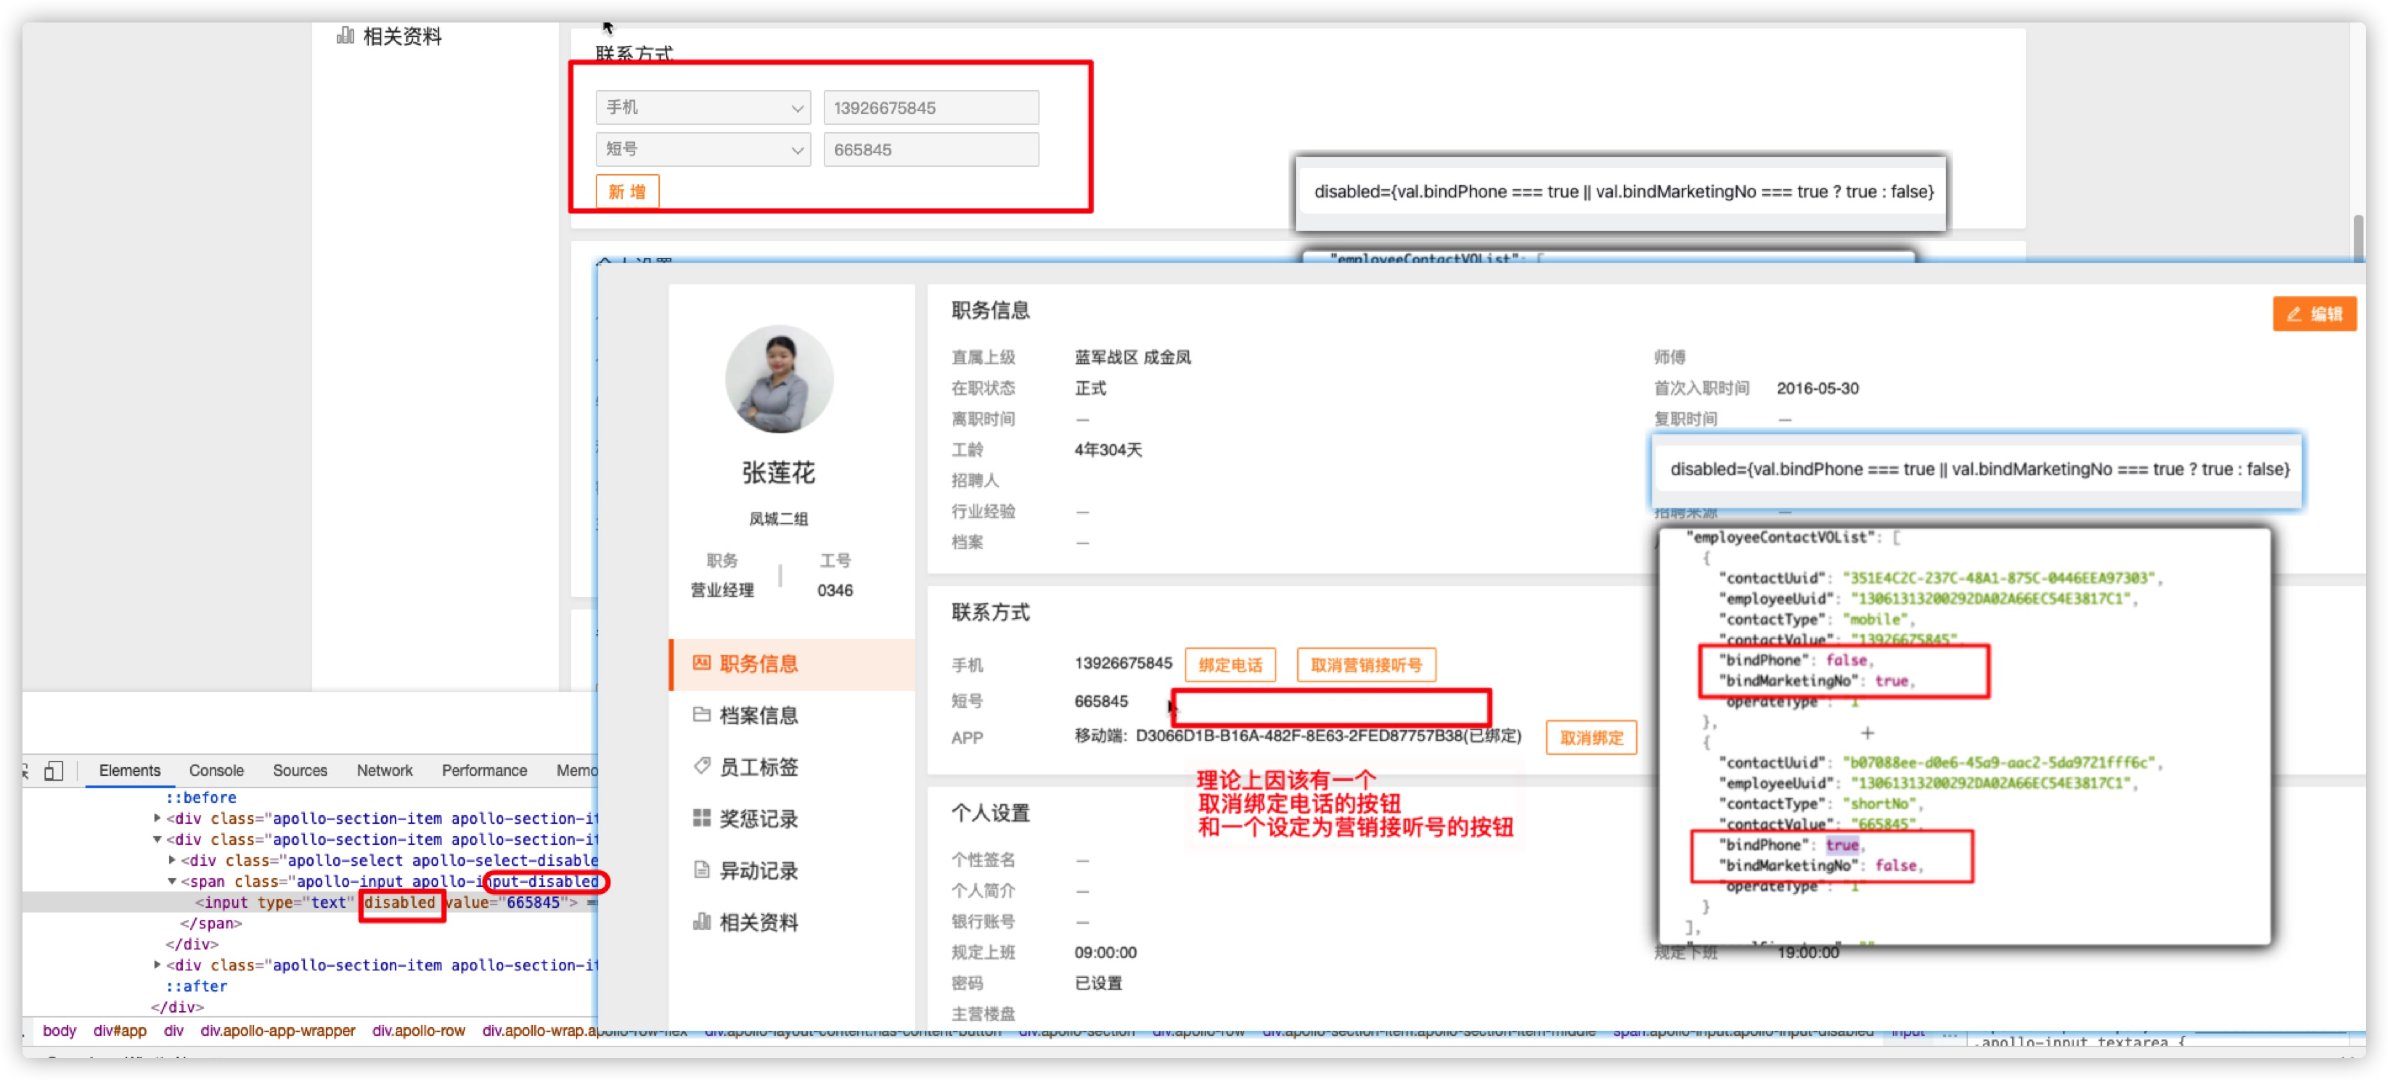 相关资料
联系方式
手机
13926675845
短号
665845
新 增
disabled={val.bindPhone === true || val.bindMarketingNo === true ? true : false}
"employeeContactVOList": [
个人设置
张莲花
凤城二组
职务
工号
营业经理
0346
职务信息
档案信息
员工标签
奖惩记录
异动记录
相关资料
职务信息
编辑
直属上级
蓝军战区 成金凤
师傅
在职状态
正式
首次入职时间
2016-05-30
离职时间
—
复职时间
—
工龄
4年304天
招聘人
行业经验
—
招聘来源
—
档案
—
disabled={val.bindPhone === true || val.bindMarketingNo === true ? true : false}
联系方式
手机
13926675845
绑定电话
取消营销接听号
短号
665845
APP
移动端：D3066D1B-B16A-482F-8E63-2FED87757B38(已绑定)
取消绑定
理论上因该有一个
取消绑定电话的按钮
和一个设定为营销接听号的按钮
个人设置
个性签名
—
个人简介
—
银行账号
—
规定上班
09:00:00
规定下班
19:00:00
密码
已设置
主营楼盘
"employeeContactVOList": [
{
"contactUuid": "351E4C2C-237C-48A1-875C-0446EEA97303",
"employeeUuid": "13061313200292DA02A66EC54E3817C1",
"contactType": "mobile",
"contactValue": "13926675845",
"bindPhone": false,
"bindMarketingNo": true,
"operateType": "1"
},
{
"contactUuid": "b07088ee-d0e6-45a9-aac2-5da9721fff6c",
"employeeUuid": "13061313200292DA02A66EC54E3817C1",
"contactType": "shortNo",
"contactValue": "665845",
"bindPhone": true,
"bindMarketingNo": false,
"operateType": "1"
}
],
Elements
Console
Sources
Network
Performance
Memo
::before
<div class="apollo-section-item apollo-section-it
<div class="apollo-section-item apollo-section-it
<div class="apollo-select apollo-select-disable
<span class="apollo-input apollo-input-disabled
<input type="text" disabled value="665845"> ==
</span>
</div>
<div class="apollo-section-item apollo-section-it
::after
</div>
body div#app div div.apollo-app-wrapper div.apollo-row div.apollo-wrap.apollo-row-flex div.apollo-layout-content.has-content-button div.apollo-section div.apollo-row div.apollo-section-item.apollo-section-item-middle span.apollo-input.apollo-input-disabled input ...
.apollo-input textarea {